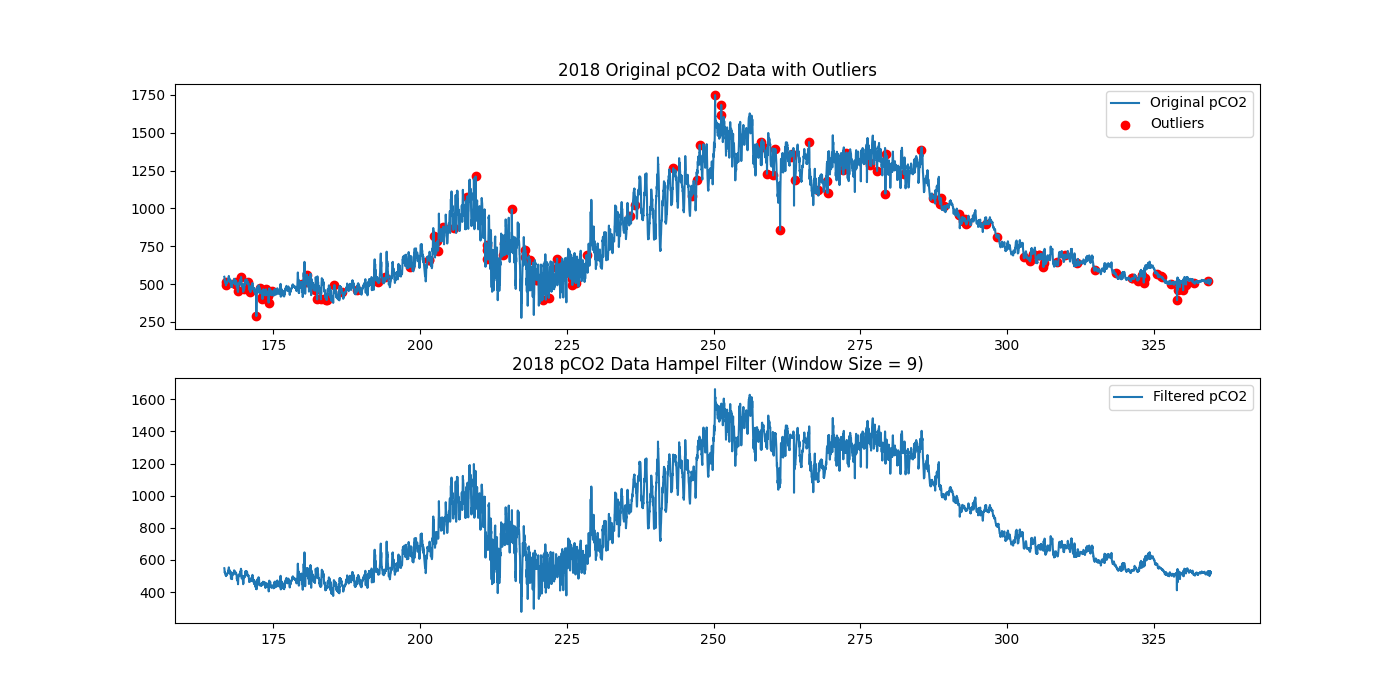 2018 Original pCO2 Data with Outliers
1750
1500
1250
1000
750
500
250
Original pCO2
Outliers
175 200 225 250 275 300 325
2018 pCO2 Data Hampel Filter (Window Size = 9)
1600
1400
1200
1000
800
600
400
Filtered pCO2
175 200 225 250 275 300 325